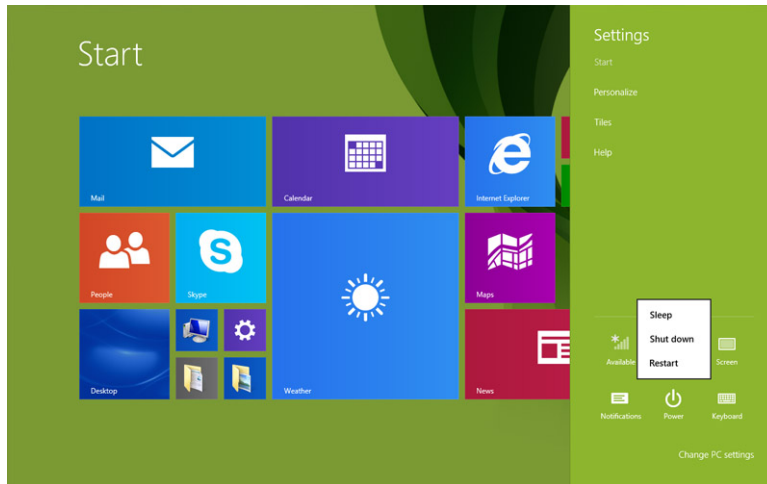 Start
Mail
Calendar
Internet Explorer
People
Skype
Maps
Desktop
Weather
News
Settings
Start
Personalize
Tiles
Help
Sleep
Shut down
Restart
Available
Screen
Notifications
Power
Keyboard
Change PC settings